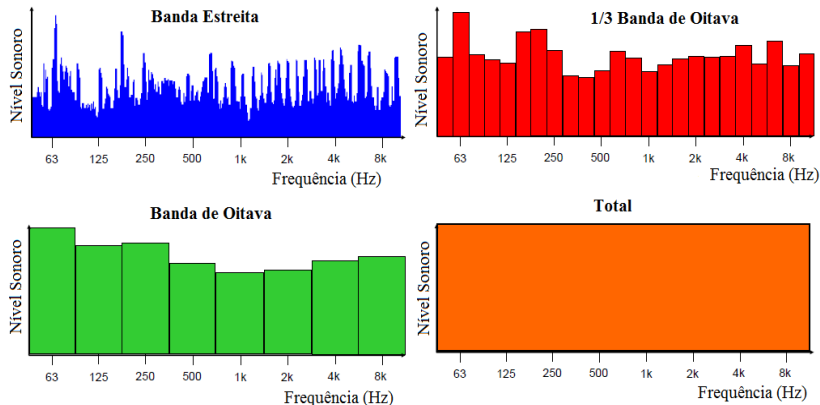 Banda Estreita
Nível Sonoro
63 125 250 500 1k 2k 4k 8k
Frequência (Hz)
1/3 Banda de Oitava
Nível Sonoro
63 125 250 500 1k 2k 4k 8k
Frequência (Hz)
Banda de Oitava
Nível Sonoro
63 125 250 500 1k 2k 4k 8k
Frequência (Hz)
Total
Nível Sonoro
63 125 250 500 1k 2k 4k 8k
Frequência (Hz)